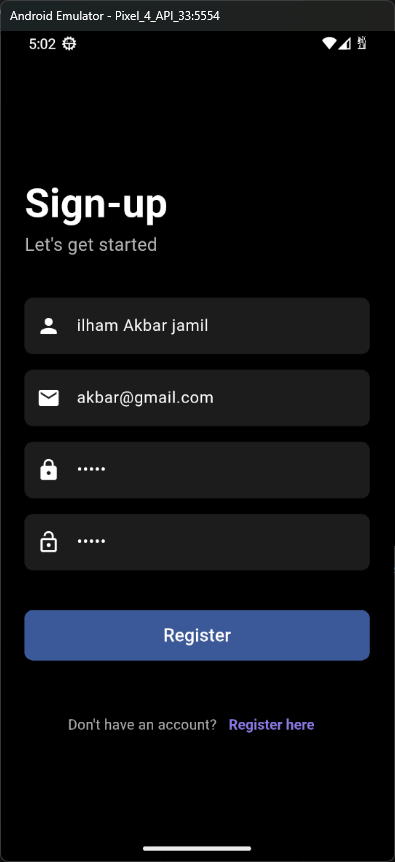 Android Emulator - Pixel_4_API_33:5554
5:02
Sign-up
Let's get started
ilham Akbar jamil
akbar@gmail.com
•••••
•••••
Register
Don't have an account? Register here